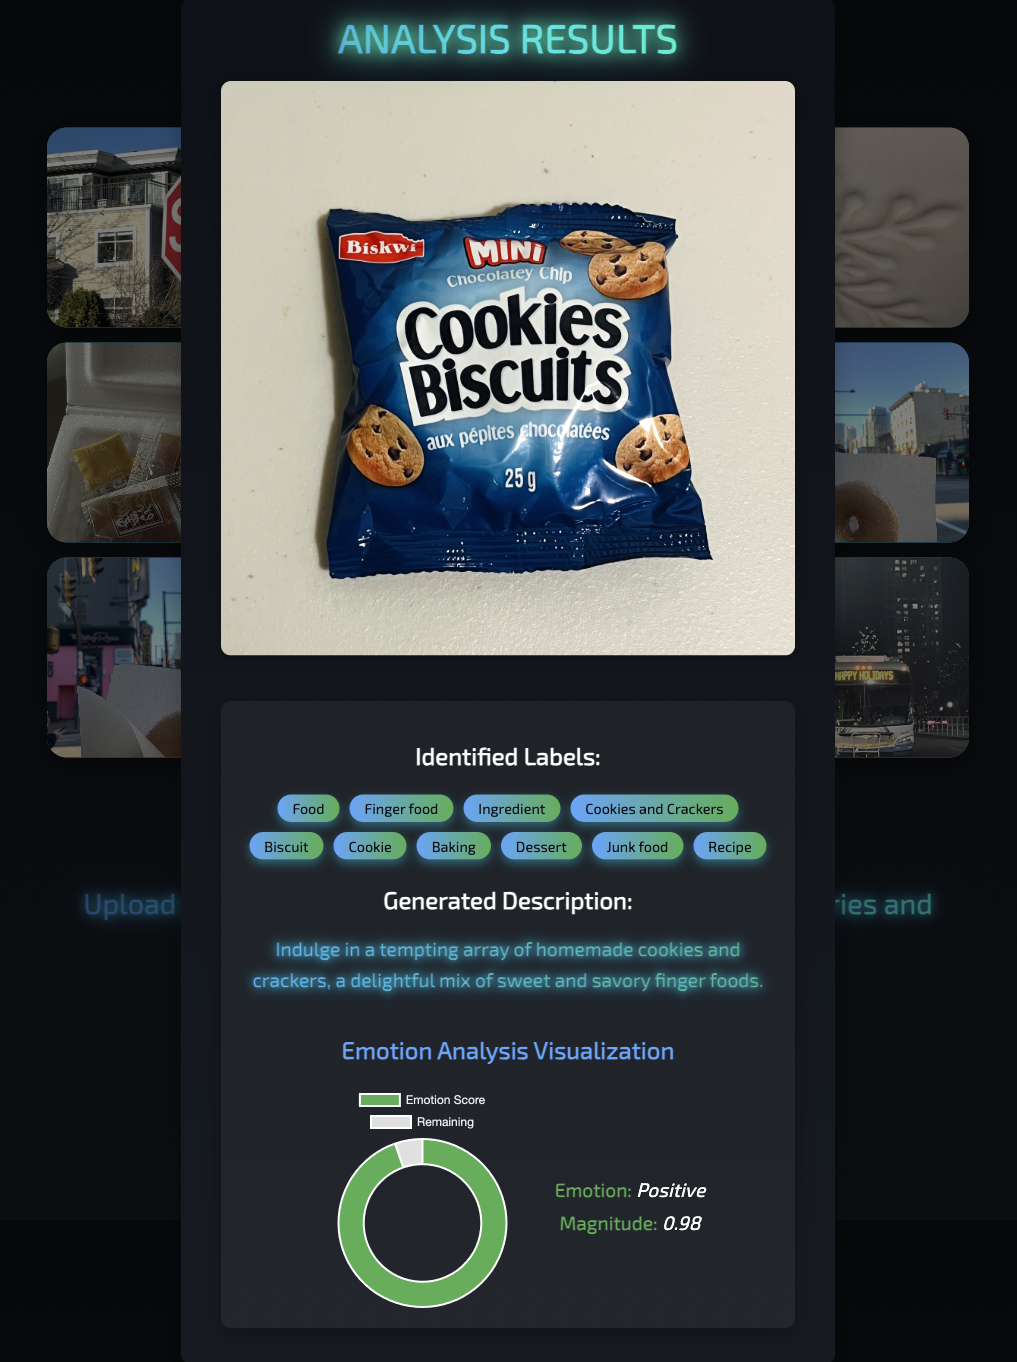 ANALYSIS RESULTS
Biskwi
MINI
Chocolatey Chip
Cookies
Biscuits
aux pépites chocolatées
25 g
HAPPY HOLIDAYS
Upload
ries and
Identified Labels:
Food
Finger food
Ingredient
Cookies and Crackers
Biscuit
Cookie
Baking
Dessert
Junk food
Recipe
Generated Description:
Indulge in a tempting array of homemade cookies and
crackers, a delightful mix of sweet and savory finger foods.
Emotion Analysis Visualization
Emotion Score
Remaining
Emotion: Positive
Magnitude: 0.98